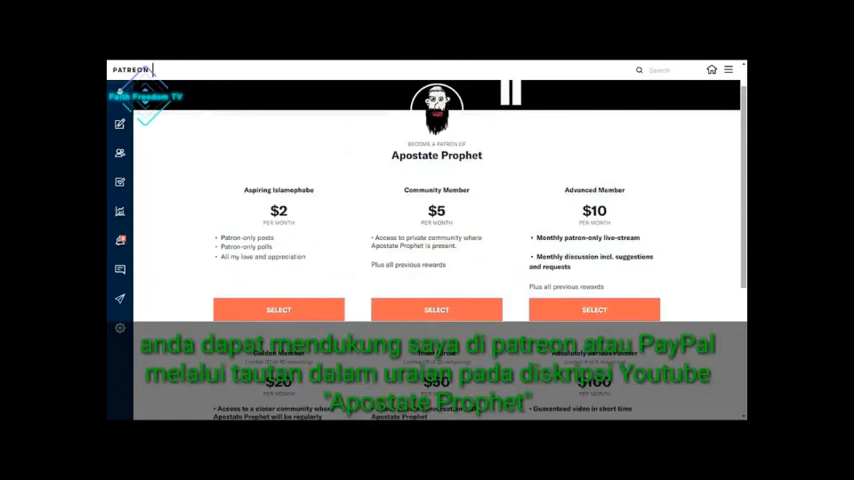 PATREON
Search
Faith Freedom TV
BECOME A PATRON OF
Apostate Prophet
Aspiring Islamophobe
$2
PER MONTH
• Patron-only posts
• Patron-only polls
• All my love and appreciation
SELECT
Community Member
$5
PER MONTH
• Access to private community where
Apostate Prophet is present.
Plus all previous rewards
SELECT
Advanced Member
$10
PER MONTH
• Monthly patron-only live-stream
• Monthly discussion incl. suggestions
and requests
Plus all previous rewards
SELECT
anda dapat mendukung saya di patreon atau PayPal
melalui tautan dalam uraian pada diskripsi Youtube
"Apostate Prophet"
Golden Member
$20
• Access to a closer community where
Apostate Prophet will be regularly
$50
$100
• Guaranteed video in short time